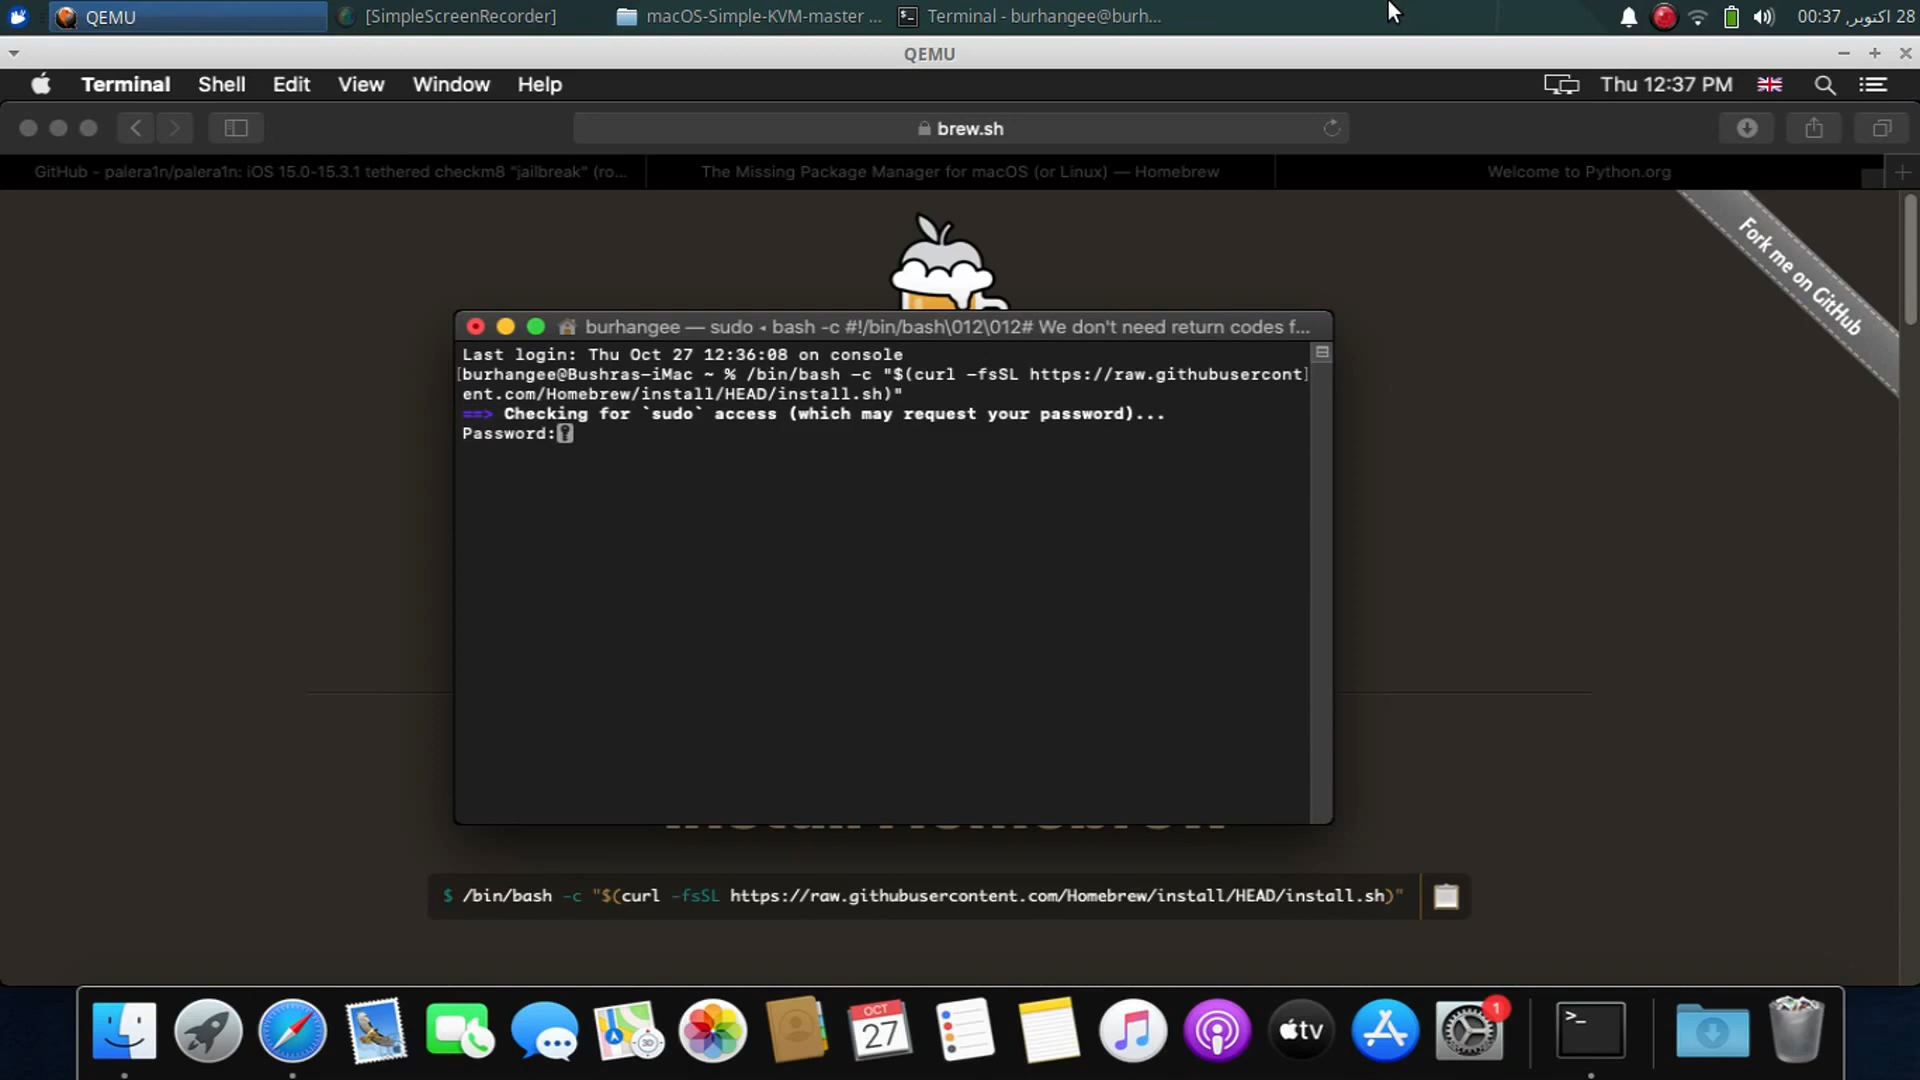 QEMU
[SimpleScreenRecorder]
macOS-Simple-KVM-master ...
Terminal - burhangee@burh...
28 اکتوبر, 00:37
QEMU
Terminal Shell Edit View Window Help
Thu 12:37 PM
brew.sh
GitHub - palera1n/palera1n: iOS 15.0-15.3.1 tethered checkm8 "jailbreak" (ro...
The Missing Package Manager for macOS (or Linux) — Homebrew
Welcome to Python.org
Fork me on GitHub
burhangee — sudo ◂ bash -c #!/bin/bash\012\012# We don't need return codes f...
Last login: Thu Oct 27 12:36:08 on console
[burhangee@Bushras-iMac ~ % /bin/bash -c "$(curl -fsSL https://raw.githubusercont]
ent.com/Homebrew/install/HEAD/install.sh)"
==> Checking for `sudo` access (which may request your password)...
Password:
Install Homebrew
$ /bin/bash -c "$(curl -fsSL https://raw.githubusercontent.com/Homebrew/install/HEAD/install.sh)"
3D
OCT
27
tv
1
>_